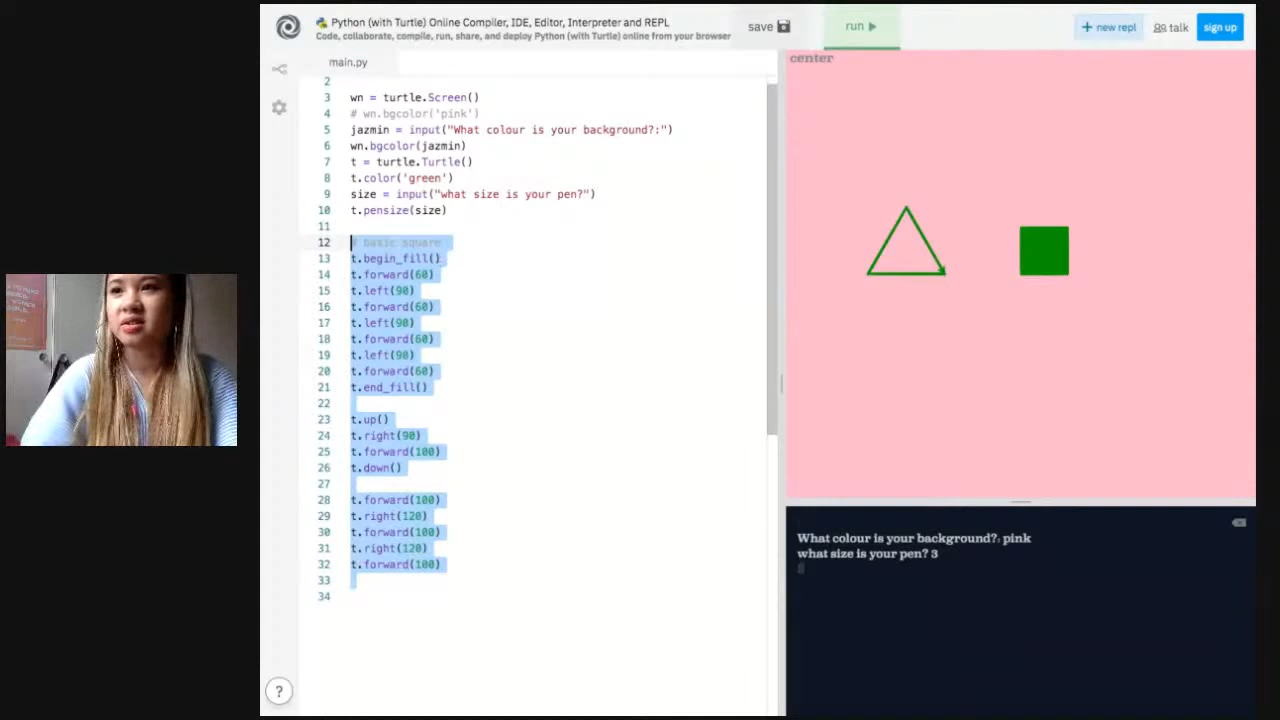 Python (with Turtle) Online Compiler, IDE, Editor, Interpreter and REPL
Code, collaborate, compile, run, share, and deploy Python (with Turtle) online from your browser
save
run
+ new repl
talk
sign up
main.py
center
2
3 wn = turtle.Screen()
4 # wn.bgcolor('pink')
5 jazmin = input("What colour is your background?:")
6 wn.bgcolor(jazmin)
7 t = turtle.Turtle()
8 t.color('green')
9 size = input("what size is your pen?")
10 t.pensize(size)
11
12 # basic square
13 t.begin_fill()
14 t.forward(60)
15 t.left(90)
16 t.forward(60)
17 t.left(90)
18 t.forward(60)
19 t.left(90)
20 t.forward(60)
21 t.end_fill()
22
23 t.up()
24 t.right(90)
25 t.forward(100)
26 t.down()
27
28 t.forward(100)
29 t.right(120)
30 t.forward(100)
31 t.right(120)
32 t.forward(100)
33
34
What colour is your background?: pink
what size is your pen? 3
?